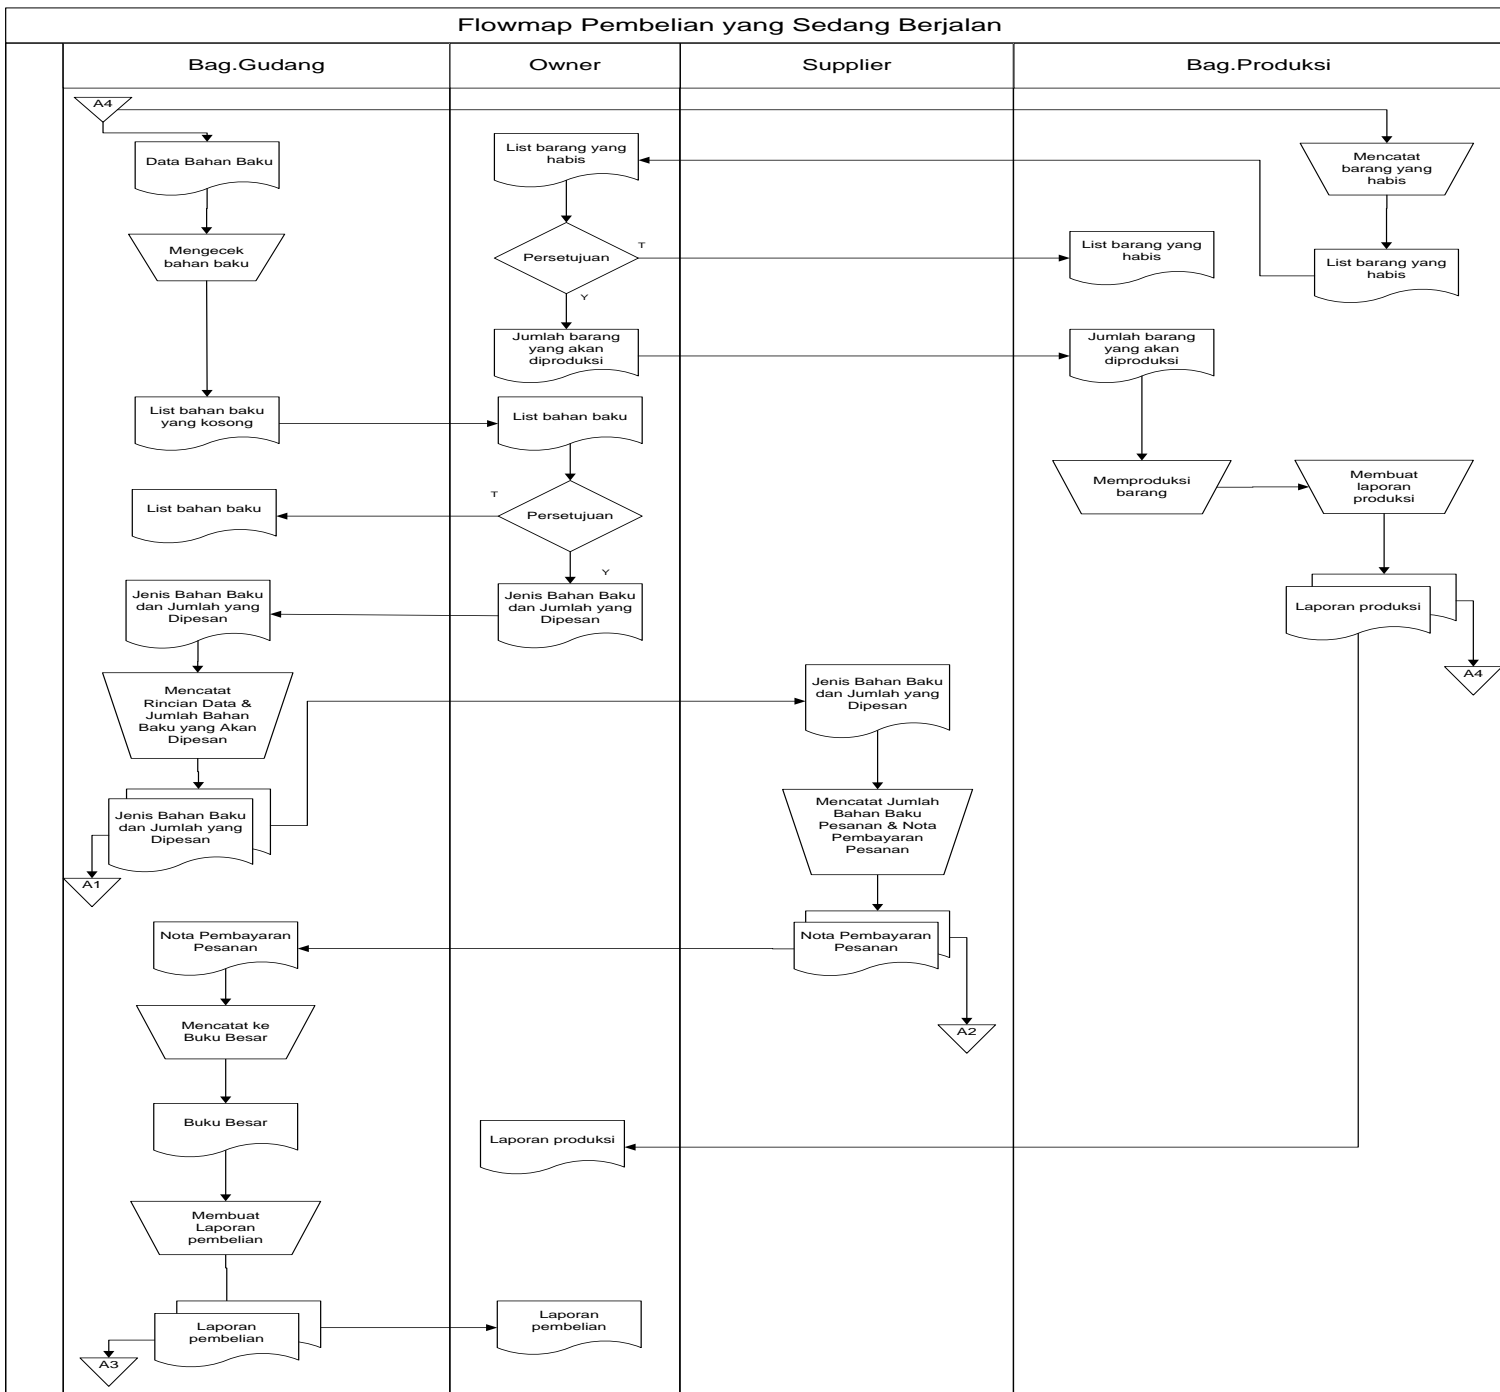 Flowmap Pembelian yang Sedang Berjalan
Bag.Gudang
Owner
Supplier
Bag.Produksi
A4
Data Bahan Baku
Mengecek
bahan baku
List bahan baku
yang kosong
List bahan baku
Jenis Bahan Baku
dan Jumlah yang
Dipesan
Mencatat
Rincian Data &
Jumlah Bahan
Baku yang Akan
Dipesan
Jenis Bahan Baku
dan Jumlah yang
Dipesan
A1
Nota Pembayaran
Pesanan
Mencatat ke
Buku Besar
Buku Besar
Membuat
Laporan
pembelian
Laporan
pembelian
A3
List barang yang
habis
Persetujuan
T
Y
Jumlah barang
yang akan
diproduksi
List bahan baku
T
Persetujuan
Y
Jenis Bahan Baku
dan Jumlah yang
Dipesan
Laporan produksi
Laporan
pembelian
Jenis Bahan Baku
dan Jumlah yang
Dipesan
Mencatat Jumlah
Bahan Baku
Pesanan & Nota
Pembayaran
Pesanan
Nota Pembayaran
Pesanan
A2
Mencatat
barang yang
habis
List barang yang
habis
List barang yang
habis
Jumlah barang
yang akan
diproduksi
Memproduksi
barang
Membuat
laporan
produksi
Laporan produksi
A4